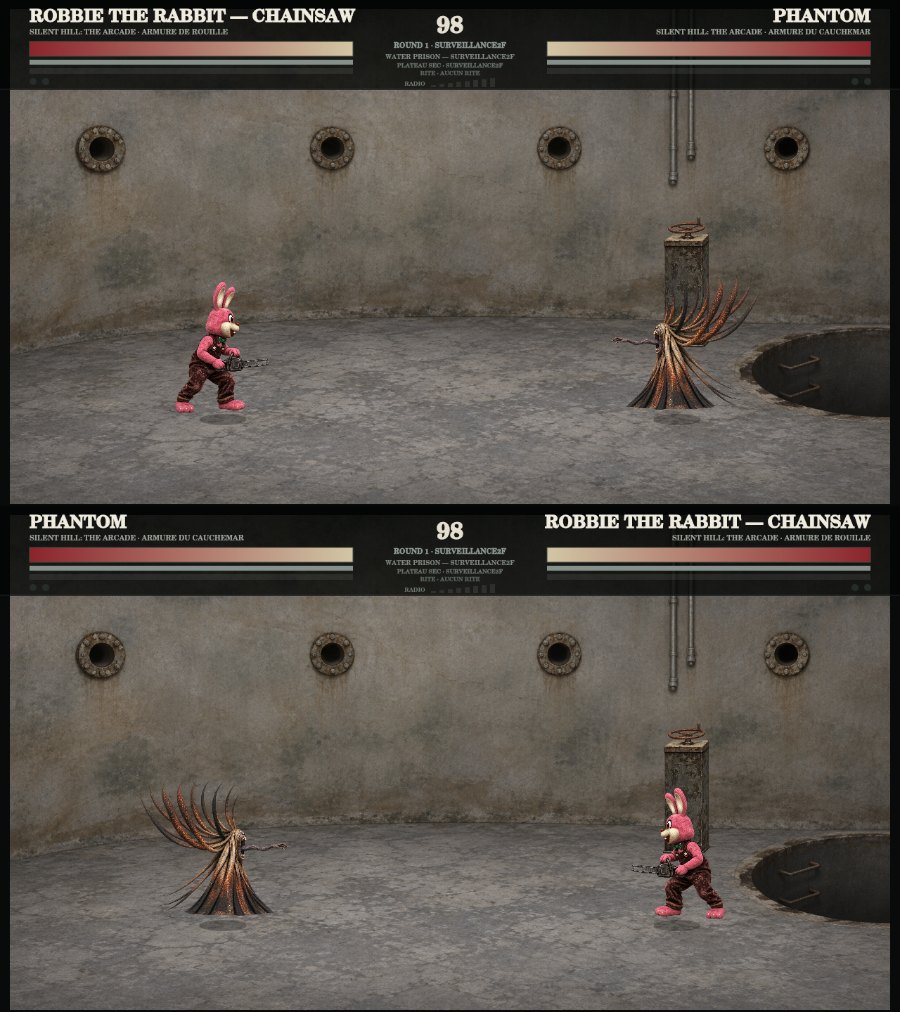 ROBBIE THE RABBIT — CHAINSAW
SILENT HILL: THE ARCADE · ARMURE DE ROUILLE
98
ROUND 1 · SURVEILLANCE2F
WATER PRISON — SURVEILLANCE2F
PLATEAU SEC · SURVEILLANCE2F
RITE · AUCUN RITE
RADIO
PHANTOM
SILENT HILL: THE ARCADE · ARMURE DU CAUCHEMAR
PHANTOM
SILENT HILL: THE ARCADE · ARMURE DU CAUCHEMAR
98
ROUND 1 · SURVEILLANCE2F
WATER PRISON — SURVEILLANCE2F
PLATEAU SEC · SURVEILLANCE2F
RITE · AUCUN RITE
RADIO
ROBBIE THE RABBIT — CHAINSAW
SILENT HILL: THE ARCADE · ARMURE DE ROUILLE